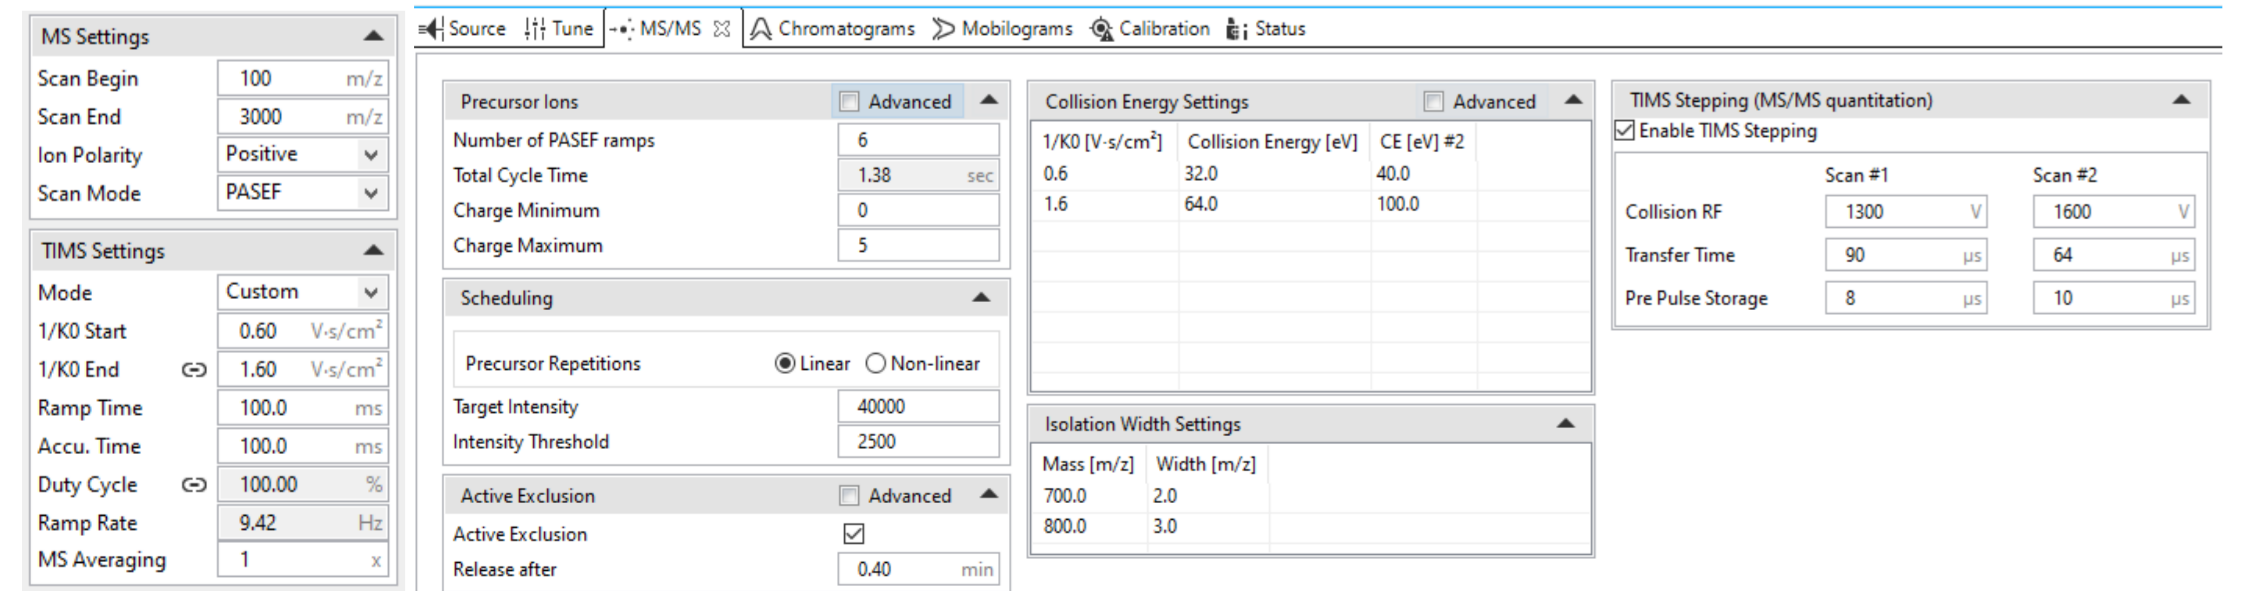 MS Settings
Scan Begin 100 m/z
Scan End 3000 m/z
Ion Polarity Positive
Scan Mode PASEF
TIMS Settings
Mode Custom
1/K0 Start 0.60 V·s/cm²
1/K0 End 1.60 V·s/cm²
Ramp Time 100.0 ms
Accu. Time 100.0 ms
Duty Cycle 100.00 %
Ramp Rate 9.42 Hz
MS Averaging 1 x
Source Tune MS/MS Chromatograms Mobilograms Calibration Status
Precursor Ions Advanced
Number of PASEF ramps 6
Total Cycle Time 1.38 sec
Charge Minimum 0
Charge Maximum 5
Scheduling
Precursor Repetitions Linear Non-linear
Target Intensity 40000
Intensity Threshold 2500
Active Exclusion Advanced
Active Exclusion
Release after 0.40 min
Collision Energy Settings Advanced
1/K0 [V·s/cm²] Collision Energy [eV] CE [eV] #2
0.6 32.0 40.0
1.6 64.0 100.0
Isolation Width Settings
Mass [m/z] Width [m/z]
700.0 2.0
800.0 3.0
TIMS Stepping (MS/MS quantitation)
Enable TIMS Stepping
Scan #1 Scan #2
Collision RF 1300 V 1600 V
Transfer Time 90 µs 64 µs
Pre Pulse Storage 8 µs 10 µs